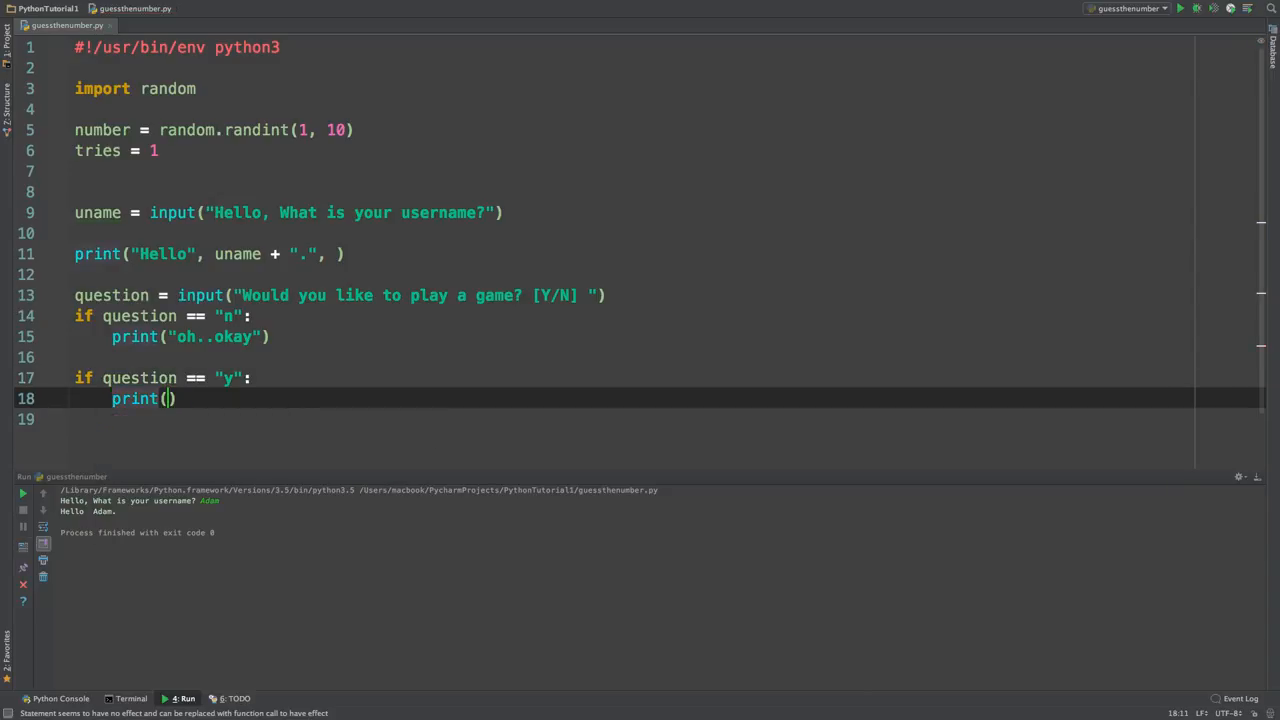 PythonTutorial1 guessthenumber.py guessthenumber
guessthenumber.py
1: Project
Z: Structure
2: Favorites
Database
1 #!/usr/bin/env python3
2
3 import random
4
5 number = random.randint(1, 10)
6 tries = 1
7
8
9 uname = input("Hello, What is your username?")
10
11 print("Hello", uname + ".", )
12
13 question = input("Would you like to play a game? [Y/N] ")
14 if question == "n":
15 print("oh..okay")
16
17 if question == "y":
18 print()
19
Run guessthenumber
/Library/Frameworks/Python.framework/Versions/3.5/bin/python3.5 /Users/macbook/PycharmProjects/PythonTutorial1/guessthenumber.py
Hello, What is your username? Adam
Hello  Adam.
Process finished with exit code 0
Python Console Terminal 4: Run 6: TODO Event Log
Statement seems to have no effect and can be replaced with function call to have effect 18:11 LF÷ UTF-8÷